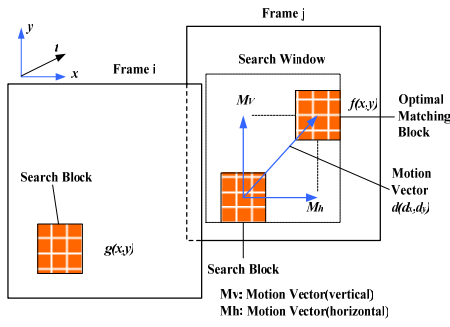 Frame j
y
t
x
Frame i
Search Window
Mv
f(x,y)
Optimal
Matching
Block
Search Block
Motion
Vector
d(dx,dy)
Mh
g(x,y)
Search Block
Mv: Motion Vector(vertical)
Mh: Motion Vector(horizontal)